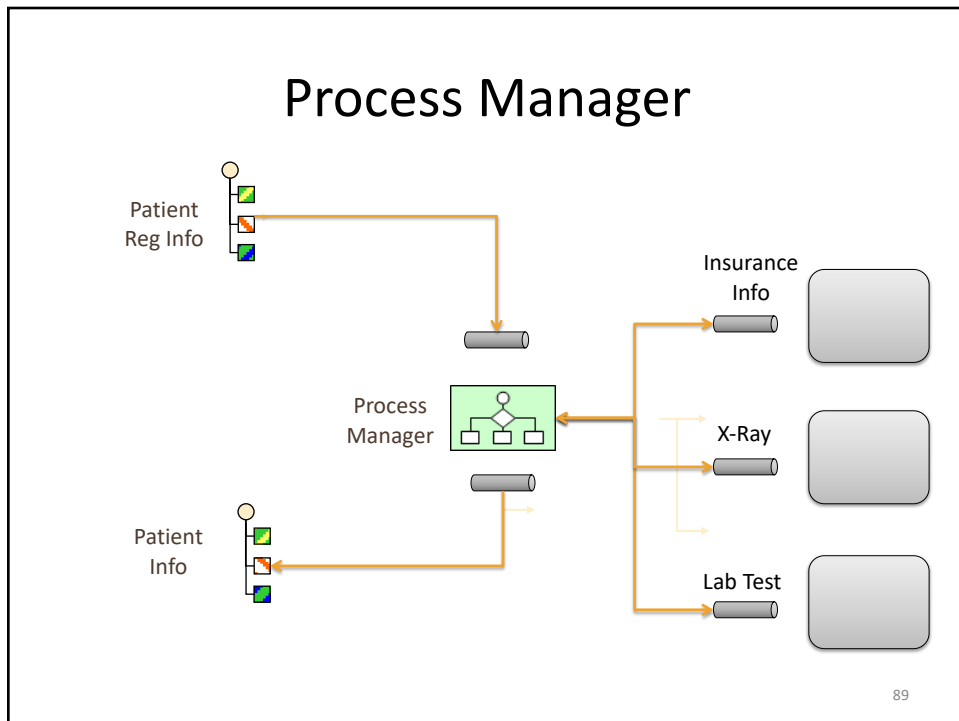 Process Manager
Patient
Reg Info
Insurance
Info
Process
Manager
X-Ray
Patient
Info
Lab Test
89